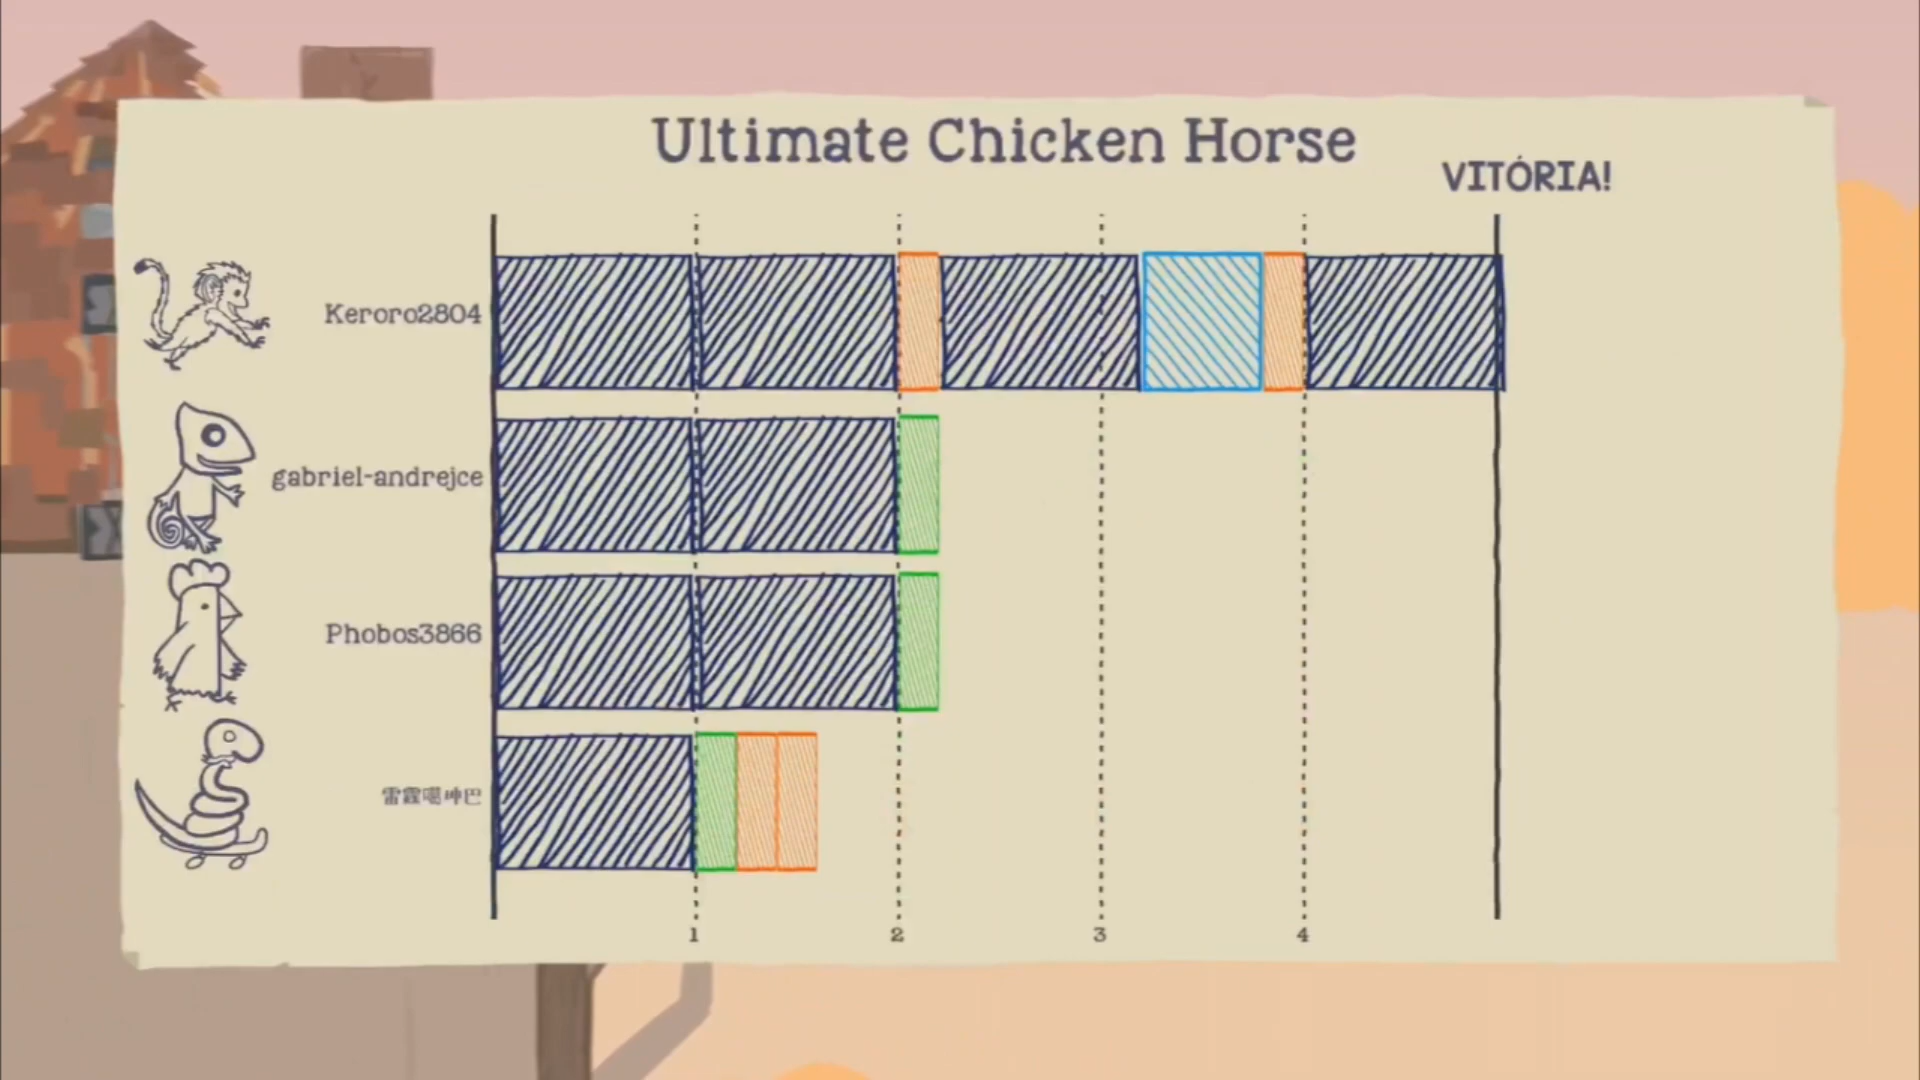 Ultimate Chicken Horse
VITÓRIA!
Keroro2804
gabriel-andrejce
Phobos3866
1 2 3 4